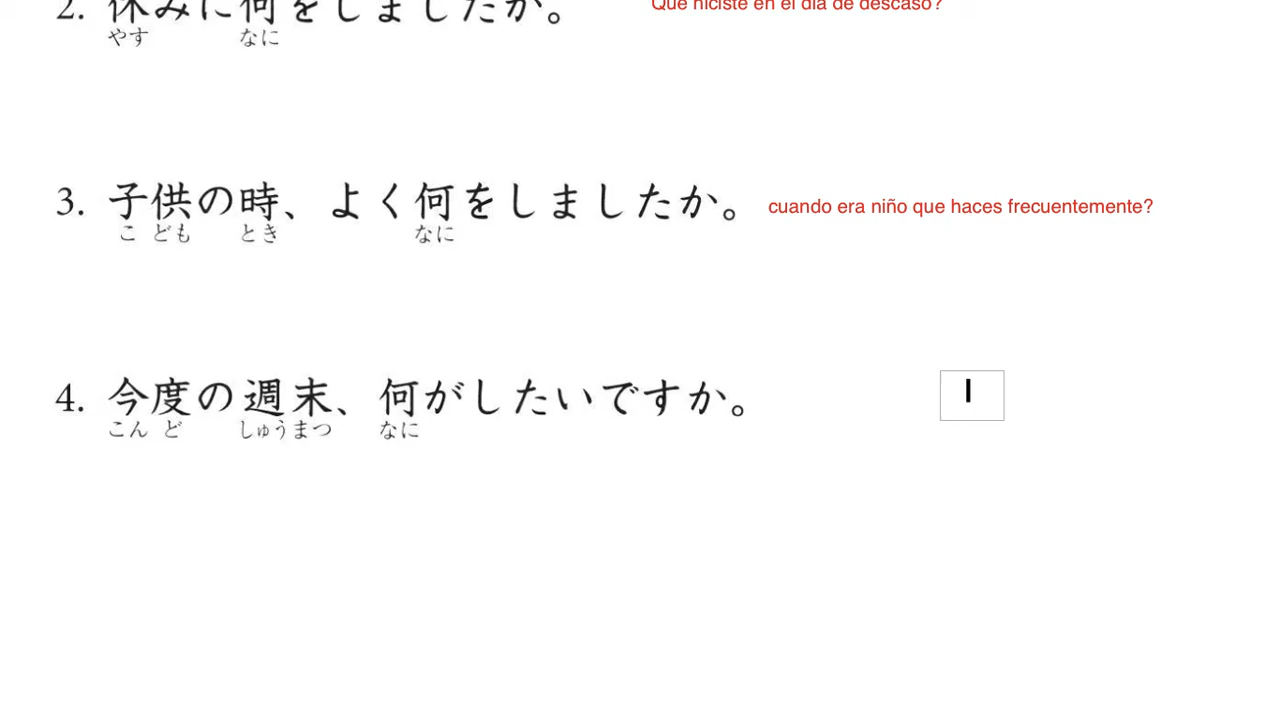 2. 休みに何をしましたか。 Que hiciste en el dia de descaso?
やす なに
3. 子供の時、よく何をしましたか。 cuando era niño que haces frecuentemente?
こ ども とき なに
4. 今度の週末、何がしたいですか。
こん ど しゅうまつ なに